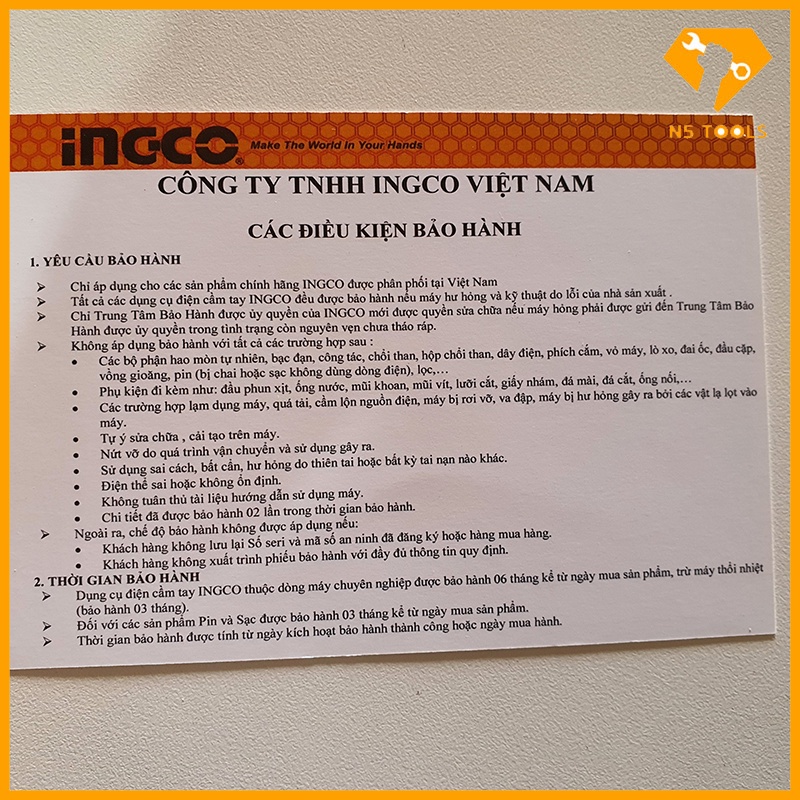 N5 TOOLS
INGCO® Make The World In Your Hands
CÔNG TY TNHH INGCO VIỆT NAM
CÁC ĐIỀU KIỆN BẢO HÀNH
1. YÊU CẦU BẢO HÀNH
➢ Chỉ áp dụng cho các sản phẩm chính hãng INGCO được phân phối tại Việt Nam
➢ Tất cả các dụng cụ điện cầm tay INGCO đều được bảo hành nếu máy hư hỏng và kỹ thuật do lỗi của nhà sản xuất .
➢ Chỉ Trung Tâm Bảo Hành được ủy quyền của INGCO mới được quyền sửa chữa nếu máy hỏng phải được gửi đến Trung Tâm Bảo
Hành được ủy quyền trong tình trạng còn nguyên vẹn chưa tháo ráp.
➢ Không áp dụng bảo hành với tất cả các trường hợp sau :
• Các bộ phận hao mòn tự nhiên, bạc đạn, công tác, chổi than, hộp chổi than, dây điện, phích cắm, vỏ máy, lò xo, đai ốc, đầu cặp,
vồng gioăng, pin (bị chai hoặc sạc không dùng dòng điện), lọc,…
• Phụ kiện đi kèm như: đầu phun xịt, ống nước, mũi khoan, mũi vít, lưỡi cắt, giấy nhám, đá mài, đá cắt, ống nối,…
• Các trường hợp lạm dụng máy, quá tải, cầm lộn nguồn điện, máy bị rơi vỡ, va đập, máy bị hư hỏng gây ra bởi các vật lạ lọt vào
máy.
• Tự ý sửa chữa , cải tạo trên máy.
• Nứt vỡ do quá trình vận chuyển và sử dụng gây ra.
• Sử dụng sai cách, bất cẩn, hư hỏng do thiên tai hoặc bất kỳ tai nạn nào khác.
• Điện thế sai hoặc không ổn định.
• Không tuân thủ tài liệu hướng dẫn sử dụng máy.
• Chi tiết đã được bảo hành 02 lần trong thời gian bảo hành.
➢ Ngoài ra, chế độ bảo hành không được áp dụng nếu:
• Khách hàng không lưu lại Số seri và mã số an ninh đã đăng ký hoặc hàng mua hàng.
• Khách hàng không xuất trình phiếu bảo hành với đầy đủ thông tin quy định.
2. THỜI GIAN BẢO HÀNH
➢ Dụng cụ điện cầm tay INGCO thuộc dòng máy chuyên nghiệp được bảo hành 06 tháng kể từ ngày mua sản phẩm, trừ máy thổi nhiệt
(bảo hành 03 tháng).
➢ Đối với các sản phẩm Pin và Sạc được bảo hành 03 tháng kể từ ngày mua sản phẩm.
➢ Thời gian bảo hành được tính từ ngày kích hoạt bảo hành thành công hoặc ngày mua hành.